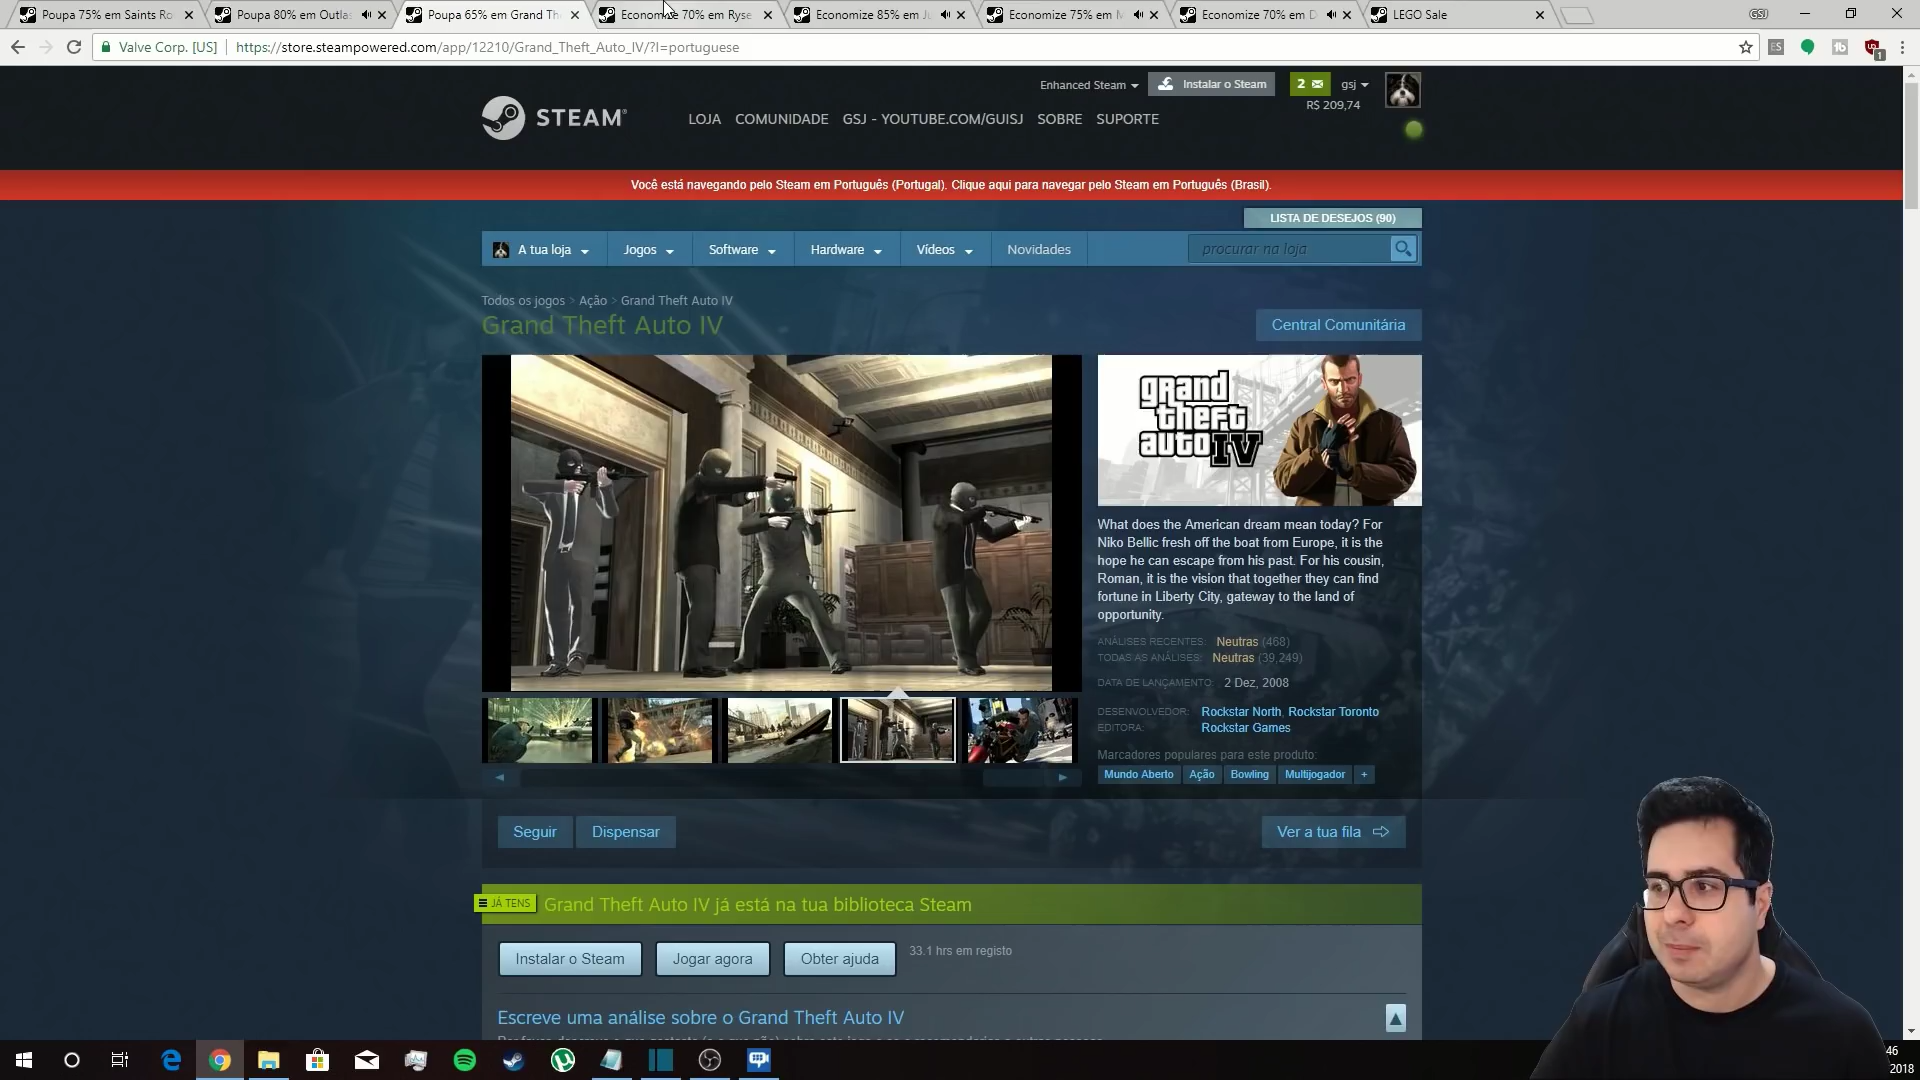 Poupa 75% em Saints Ro
Poupa 80% em Outla
Poupa 65% em Grand Th
Economize 70% em Ryse
Economize 85% em
Economize 75% em
Economize 70% em
LEGO Sale
GSJ
Valve Corp. [US]
https://store.steampowered.com/app/12210/Grand_Theft_Auto_IV/?l=portuguese
Enhanced Steam
Instalar o Steam
2
gsj
R$ 209,74
STEAM
LOJA
COMUNIDADE
GSJ - YOUTUBE.COM/GUISJ
SOBRE
SUPORTE
Você está navegando pelo Steam em Português (Portugal). Clique aqui para navegar pelo Steam em Português (Brasil).
LISTA DE DESEJOS (90)
A tua loja
Jogos
Software
Hardware
Vídeos
Novidades
procurar na loja
Todos os jogos > Ação > Grand Theft Auto IV
Grand Theft Auto IV
Central Comunitária
grand
theft
auto IV
What does the American dream mean today? For
Niko Bellic fresh off the boat from Europe, it is the
hope he can escape from his past. For his cousin,
Roman, it is the vision that together they can find
fortune in Liberty City, gateway to the land of
opportunity.
ANÁLISES RECENTES: Neutras (468)
TODAS AS ANÁLISES: Neutras (39,249)
DATA DE LANÇAMENTO: 2 Dez, 2008
DESENVOLVEDOR: Rockstar North, Rockstar Toronto
EDITORA: Rockstar Games
Marcadores populares para este produto:
Mundo Aberto
Ação
Bowling
Multijogador
+
Seguir
Dispensar
Ver a tua fila
JÁ TENS
Grand Theft Auto IV já está na tua biblioteca Steam
Instalar o Steam
Jogar agora
Obter ajuda
33.1 hrs em registo
Escreve uma análise sobre o Grand Theft Auto IV
46
2018